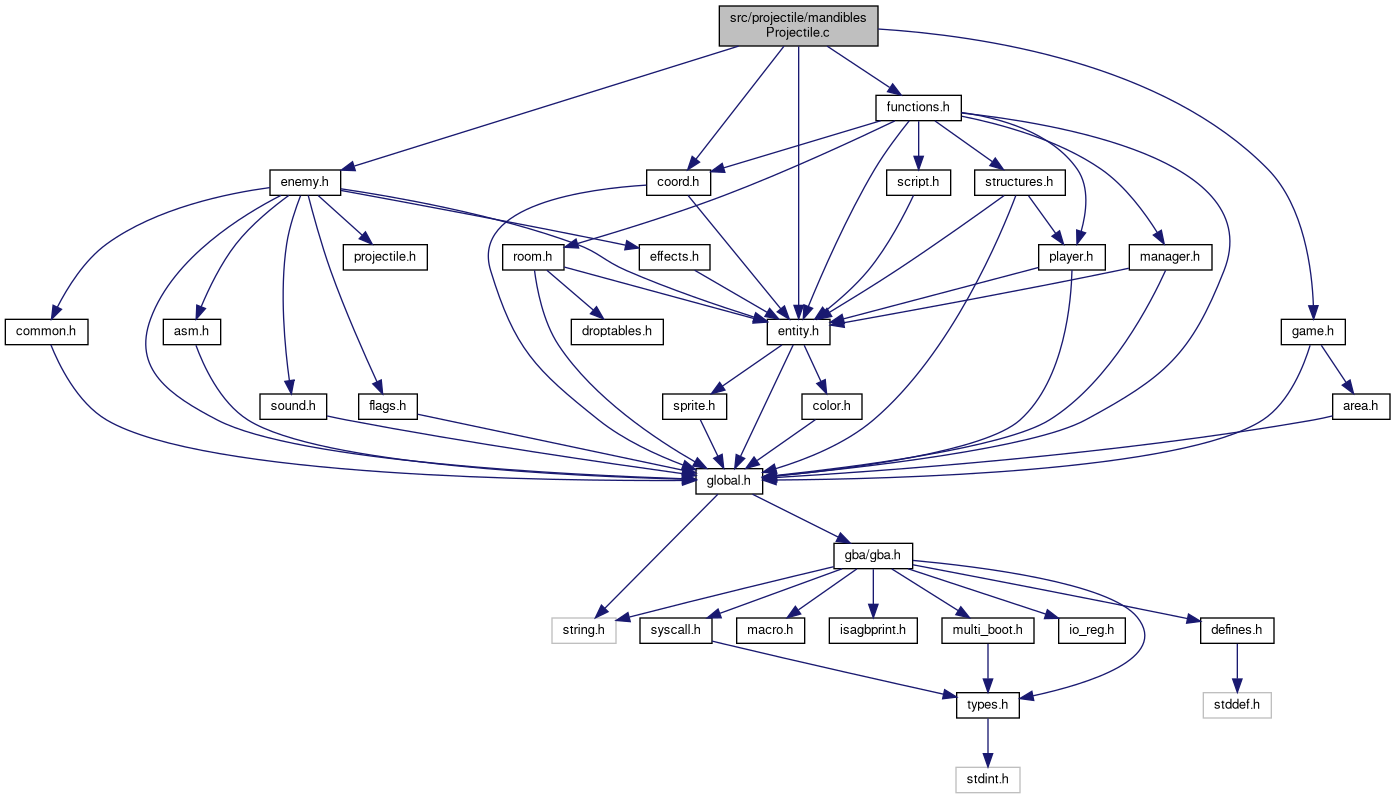 src/projectile/mandibles
Projectile.c
functions.h
enemy.h
coord.h
script.h
structures.h
projectile.h
room.h
effects.h
player.h
manager.h
common.h
asm.h
droptables.h
entity.h
game.h
sound.h
flags.h
sprite.h
color.h
area.h
global.h
gba/gba.h
string.h
syscall.h
macro.h
isagbprint.h
multi_boot.h
io_reg.h
defines.h
types.h
stddef.h
stdint.h